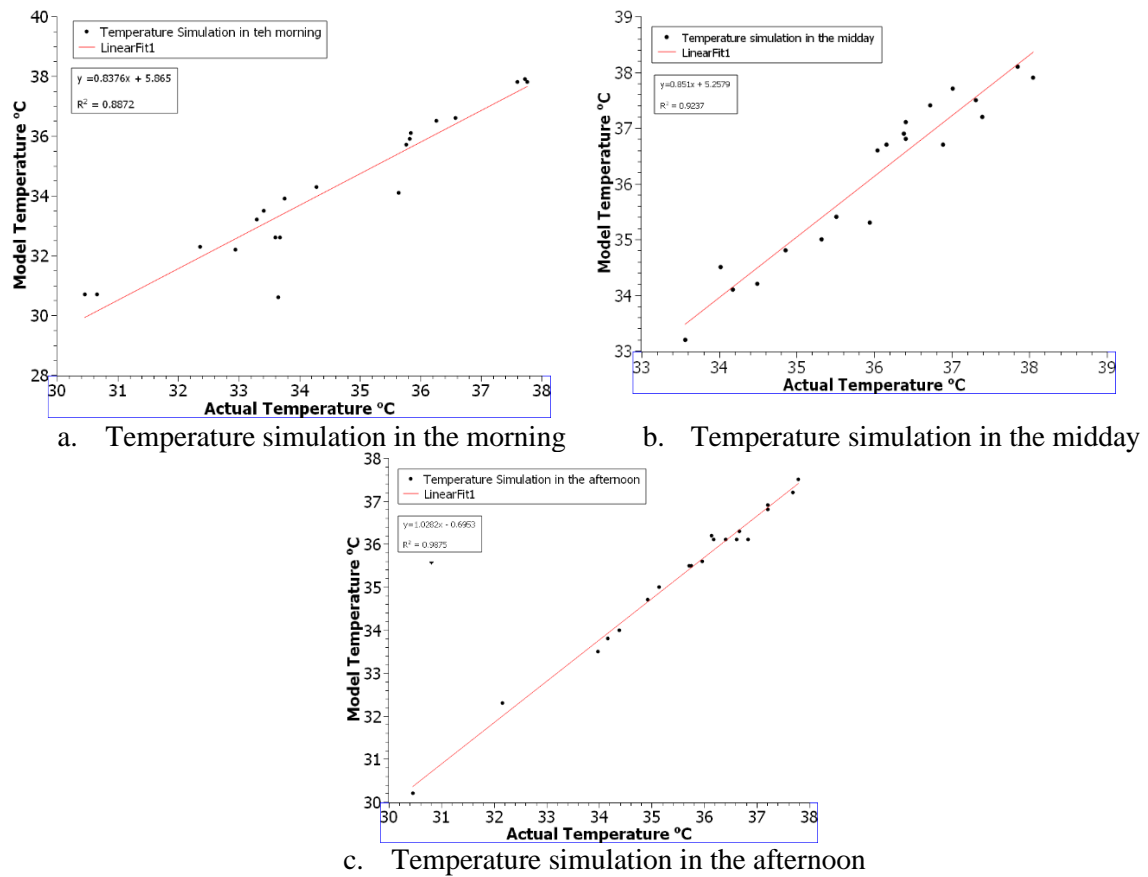 Temperature Simulation in teh morning
LinearFit1
y =0.8376x + 5.865
R² = 0.8872
Model Temperature ºC
40
38
36
34
32
30
28
30 31 32 33 34 35 36 37 38
Actual Temperature ºC
a. Temperature simulation in the morning
Temperature simulation in the midday
LinearFit1
y=0.851x + 5.2579
R² = 0.9237
Model Temperature ºC
39
38
37
36
35
34
33
33 34 35 36 37 38 39
Actual Temperature ºC
b. Temperature simulation in the midday
Temperature Simulation in the afternoon
LinearFit1
y=1.0282x - 0.6953
R² = 0.9875
Model Temperature ºC
38
37
36
35
34
33
32
31
30
30 31 32 33 34 35 36 37 38
Actual Temperature ºC
c. Temperature simulation in the afternoon